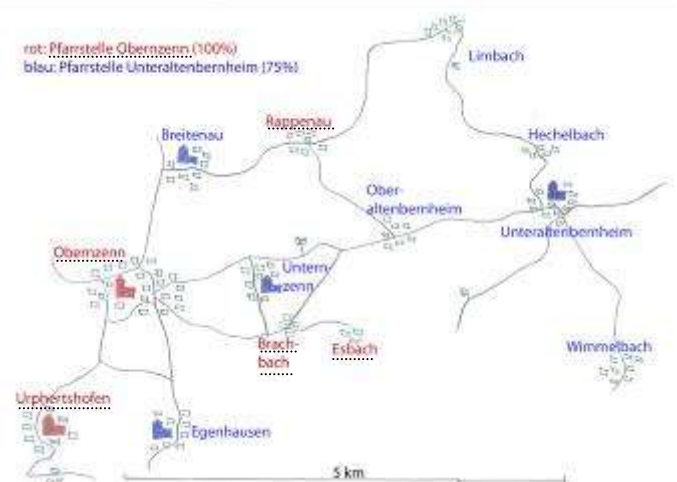 rot: Pfarrstelle Obernzenn (100%)
blau: Pfarrstelle Unteraltenbernheim (75%)
Limbach
Rappenau
Breitenau
Hechelbach
Ober-
altenbernheim
Unteraltenbernheim
Obernzenn
Untern-
zenn
Brach-
bach
Esbach
Wimmelbach
Urphertshofen
Egenhausen
5 km